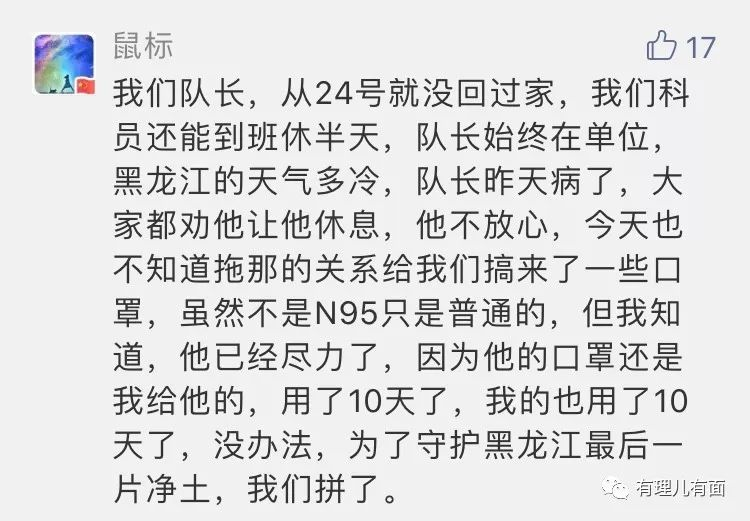 鼠标
17
我们队长，从24号就没回过家，我们科
员还能到班休半天，队长始终在单位，
黑龙江的天气多冷，队长昨天病了，大
家都劝他让他休息，他不放心，今天也
不知道拖那的关系给我们搞来了一些口
罩，虽然不是N95只是普通的，但我知
道，他已经尽力了，因为他的口罩还是
我给他的，用了10天了，我的也用了10
天了，没办法，为了守护黑龙江最后一
片净土，我们拼了。
有理儿有面